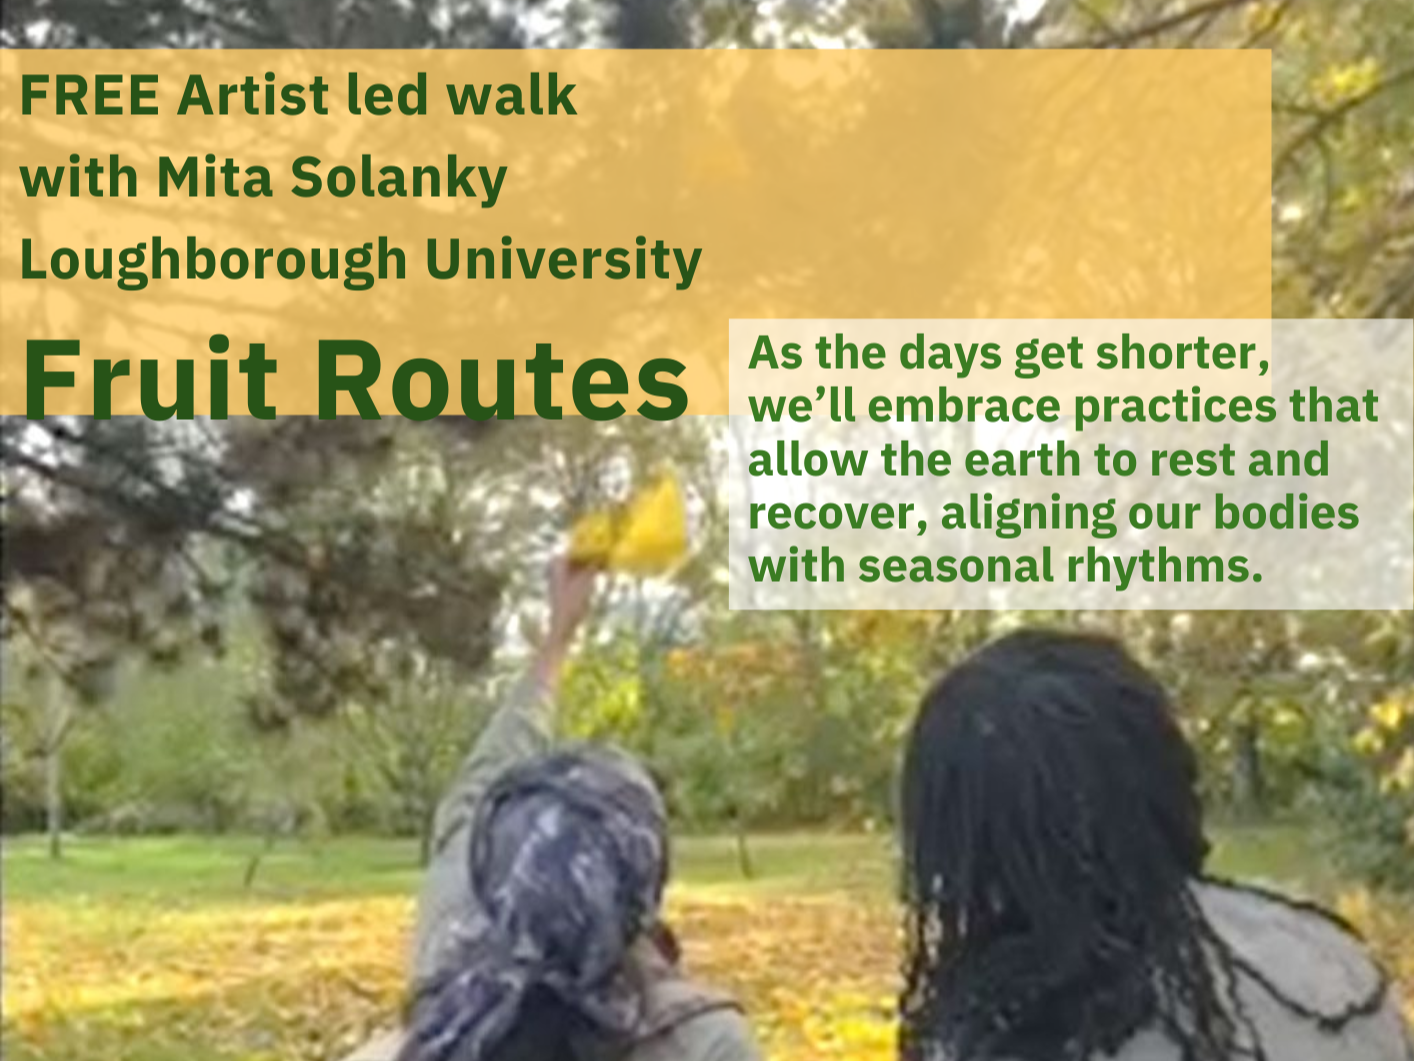 FREE Artist led walk
with Mita Solanky
Loughborough University
Fruit Routes
As the days get shorter,
we’ll embrace practices that
allow the earth to rest and
recover, aligning our bodies
with seasonal rhythms.